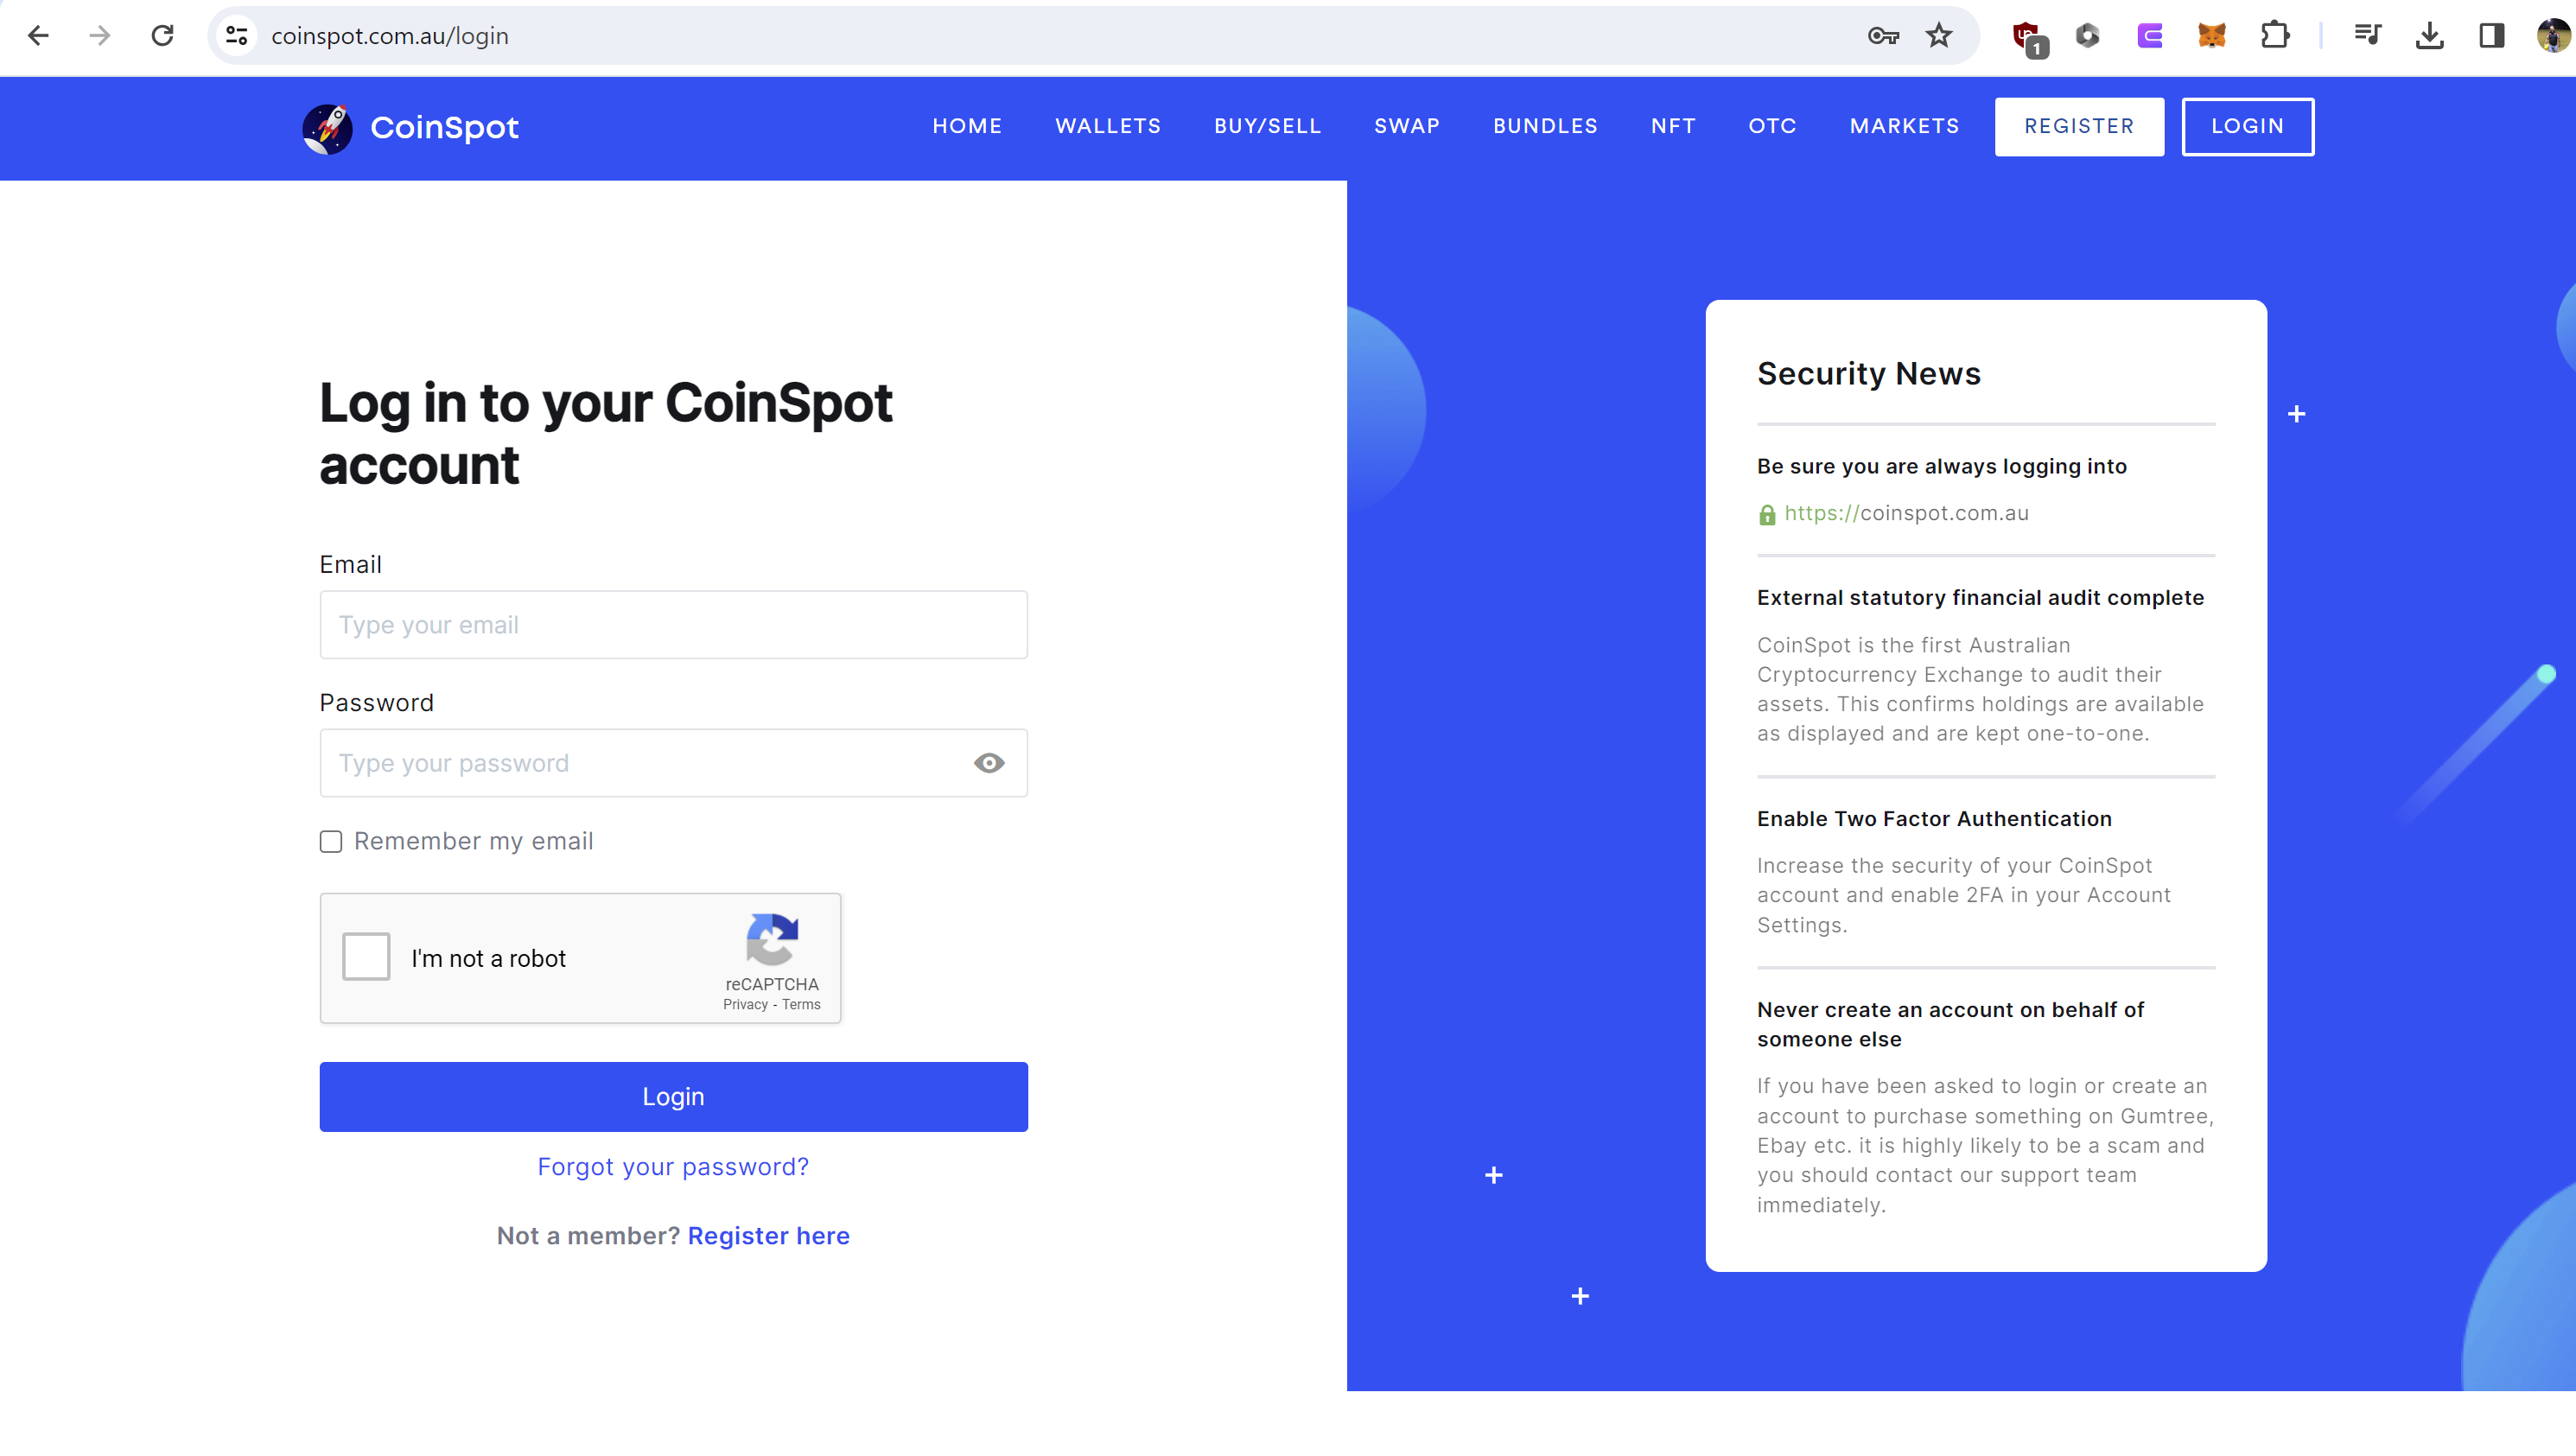 coinspot.com.au/login
1
CoinSpot
HOME WALLETS BUY/SELL SWAP BUNDLES NFT OTC MARKETS REGISTER LOGIN
Log in to your CoinSpot
account
Email
Type your email
Password
Type your password
Remember my email
I'm not a robot
reCAPTCHA
Privacy - Terms
Login
Forgot your password?
Not a member? Register here
Security News
Be sure you are always logging into
https://coinspot.com.au
External statutory financial audit complete
CoinSpot is the first Australian
Cryptocurrency Exchange to audit their
assets. This confirms holdings are available
as displayed and are kept one-to-one.
Enable Two Factor Authentication
Increase the security of your CoinSpot
account and enable 2FA in your Account
Settings.
Never create an account on behalf of
someone else
If you have been asked to login or create an
account to purchase something on Gumtree,
Ebay etc. it is highly likely to be a scam and
you should contact our support team
immediately.